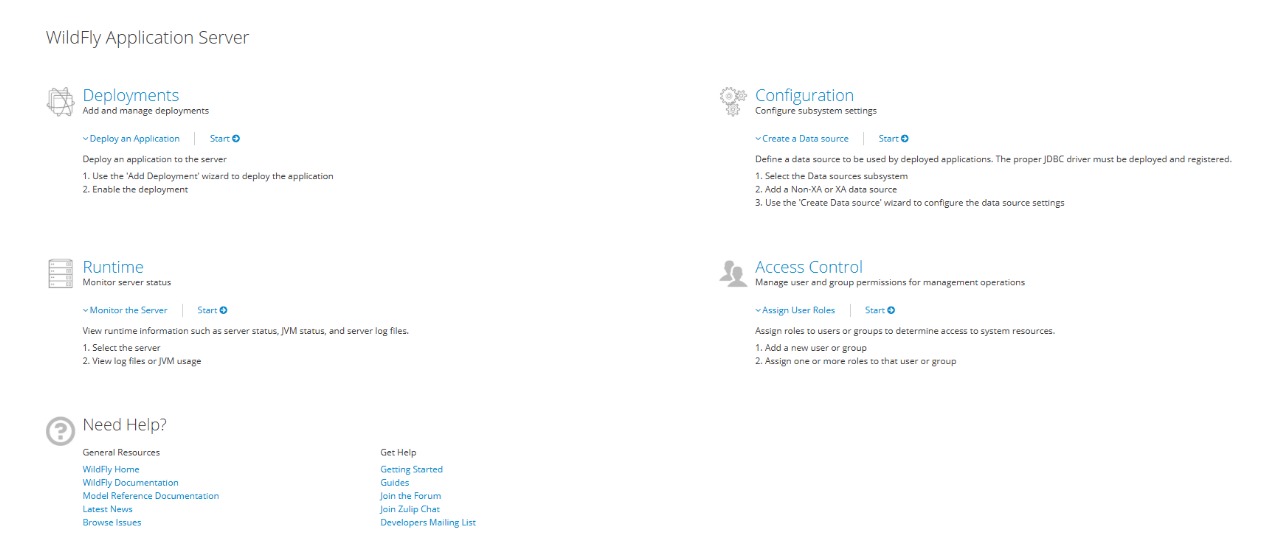 WildFly Application Server
Deployments
Add and manage deployments
Deploy an Application Start
Deploy an application to the server
1. Use the 'Add Deployment' wizard to deploy the application
2. Enable the deployment
Configuration
Configure subsystem settings
Create a Data source Start
Define a data source to be used by deployed applications. The proper JDBC driver must be deployed and registered.
1. Select the Data sources subsystem
2. Add a Non-XA or XA data source
3. Use the 'Create Data source' wizard to configure the data source settings
Runtime
Monitor server status
Monitor the Server Start
View runtime information such as server status, JVM status, and server log files.
1. Select the server
2. View log files or JVM usage
Access Control
Manage user and group permissions for management operations
Assign User Roles Start
Assign roles to users or groups to determine access to system resources.
1. Add a new user or group
2. Assign one or more roles to that user or group
Need Help?
General Resources
WildFly Home
WildFly Documentation
Model Reference Documentation
Latest News
Browse Issues
Get Help
Getting Started
Guides
Join the Forum
Join Zulip Chat
Developers Mailing List